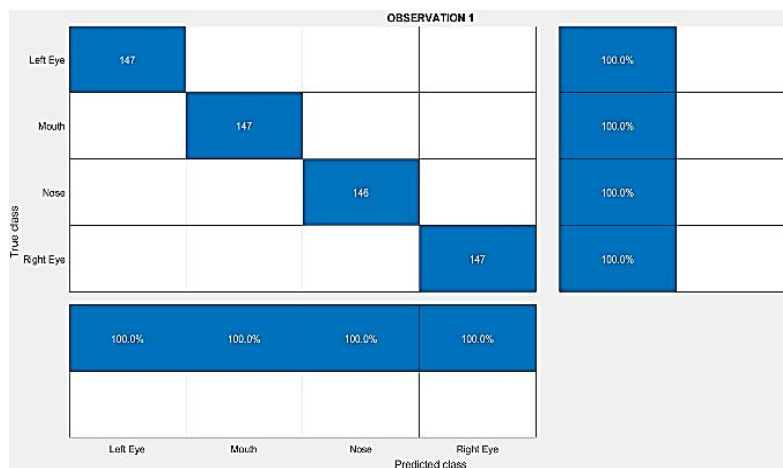 OBSERVATION 1
Left Eye 147 100.0%
Mouth 147 100.0%
Nose 146 100.0%
Right Eye 147 100.0%
True class
100.0% 100.0% 100.0% 100.0%
Left Eye Mouth Nose Right Eye
Predicted class